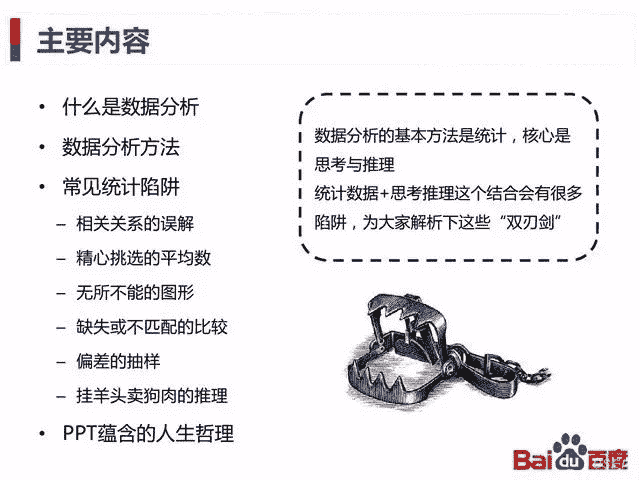 主要内容
• 什么是数据分析
• 数据分析方法
• 常见统计陷阱
– 相关关系的误解
– 精心挑选的平均数
– 无所不能的图形
– 缺失或不匹配的比较
– 偏差的抽样
– 挂羊头卖狗肉的推理
• PPT蕴含的人生哲理
数据分析的基本方法是统计，核心是
思考与推理
统计数据+思考推理这个结合会有很多
陷阱，为大家解析下这些“双刃剑”
Bai du 百度